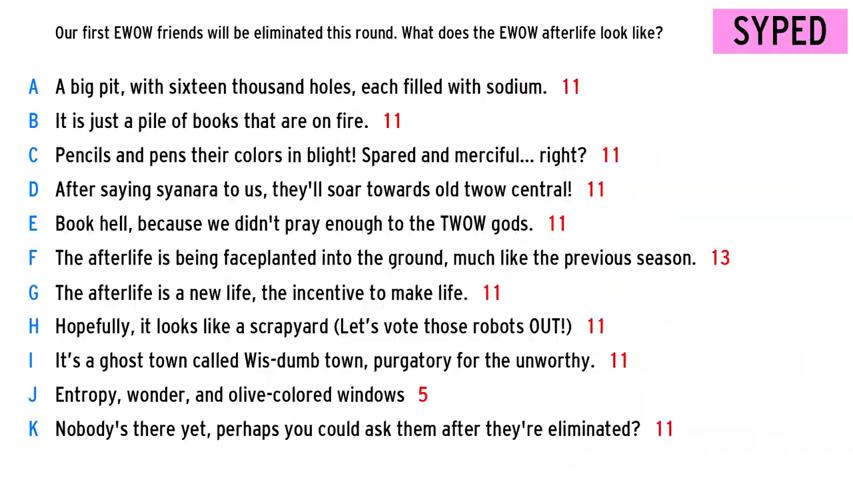 Our first EWOW friends will be eliminated this round. What does the EWOW afterlife look like?
SYPED
A A big pit, with sixteen thousand holes, each filled with sodium. 11
B It is just a pile of books that are on fire. 11
C Pencils and pens their colors in blight! Spared and merciful... right? 11
D After saying syanara to us, they'll soar towards old twow central! 11
E Book hell, because we didn't pray enough to the TWOW gods. 11
F The afterlife is being faceplanted into the ground, much like the previous season. 13
G The afterlife is a new life, the incentive to make life. 11
H Hopefully, it looks like a scrapyard (Let’s vote those robots OUT!) 11
I It’s a ghost town called Wis-dumb town, purgatory for the unworthy. 11
J Entropy, wonder, and olive-colored windows 5
K Nobody's there yet, perhaps you could ask them after they're eliminated? 11